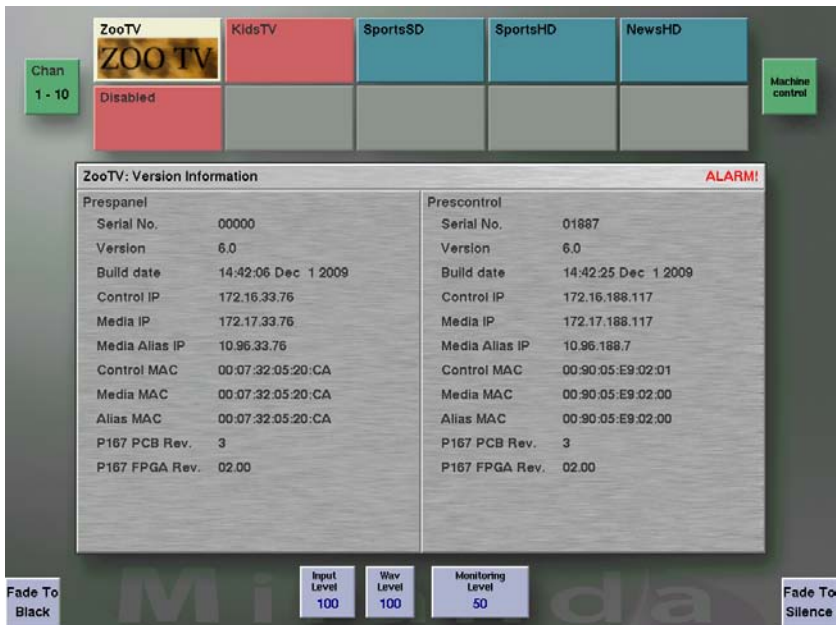 ZooTV KidsTV SportsSD SportsHD NewsHD
ZOO TV
Chan
1 - 10
Disabled
Machine
control
ZooTV: Version Information ALARM!
Prespanel Prescontrol
Serial No. 00000 Serial No. 01887
Version 6.0 Version 6.0
Build date 14:42:06 Dec 1 2009 Build date 14:42:25 Dec 1 2009
Control IP 172.16.33.76 Control IP 172.16.188.117
Media IP 172.17.33.76 Media IP 172.17.188.117
Media Alias IP 10.96.33.76 Media Alias IP 10.96.188.7
Control MAC 00:07:32:05:20:CA Control MAC 00:90:05:E9:02:01
Media MAC 00:07:32:05:20:CA Media MAC 00:90:05:E9:02:00
Alias MAC 00:07:32:05:20:CA Alias MAC 00:90:05:E9:02:00
P167 PCB Rev. 3 P167 PCB Rev. 3
P167 FPGA Rev. 02.00 P167 FPGA Rev. 02.00
Fade To
Black
Input
Level
100
Wav
Level
100
Monitoring
Level
50
Fade To
Silence